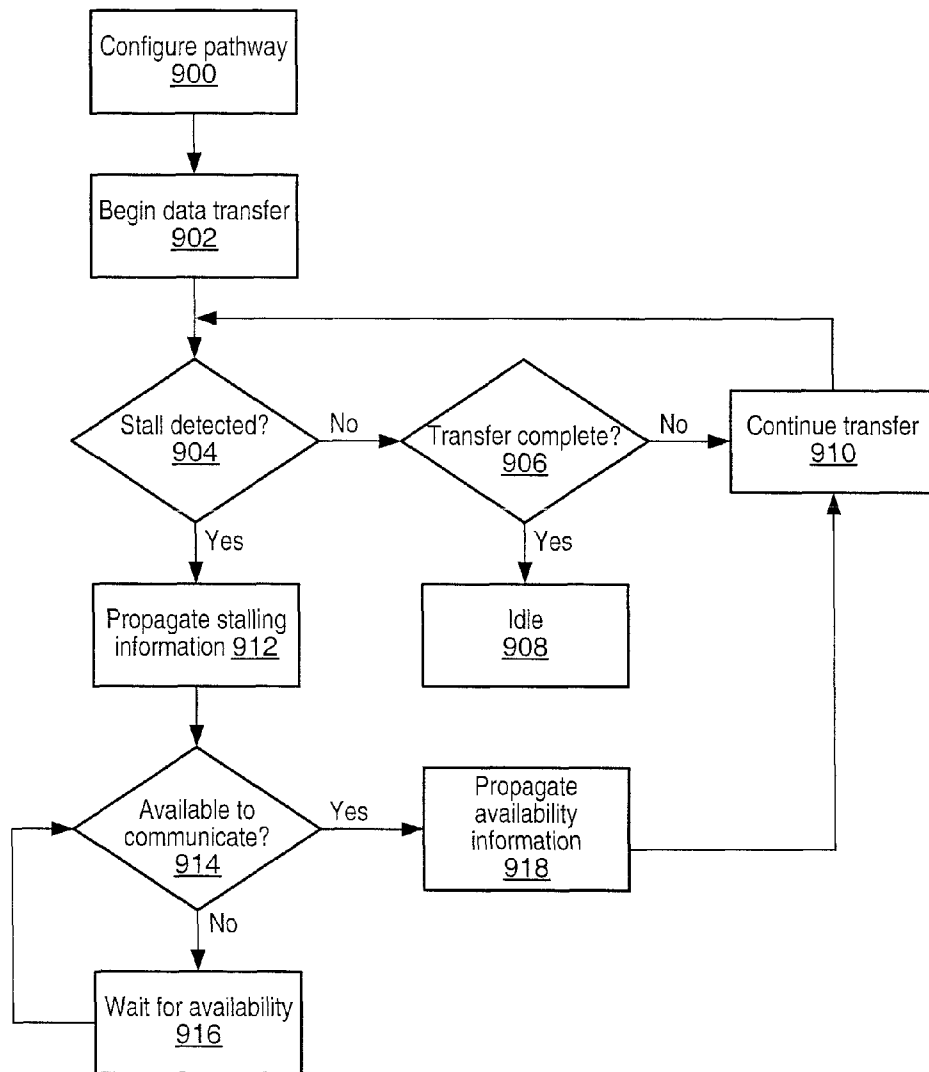 Configure pathway
900
Begin data transfer
902
Stall detected?
904
No
Transfer complete?
906
No
Continue transfer
910
Yes
Yes
Propagate stalling
information 912
Idle
908
Available to
communicate?
914
Yes
Propagate
availability
information
918
No
Wait for availability
916